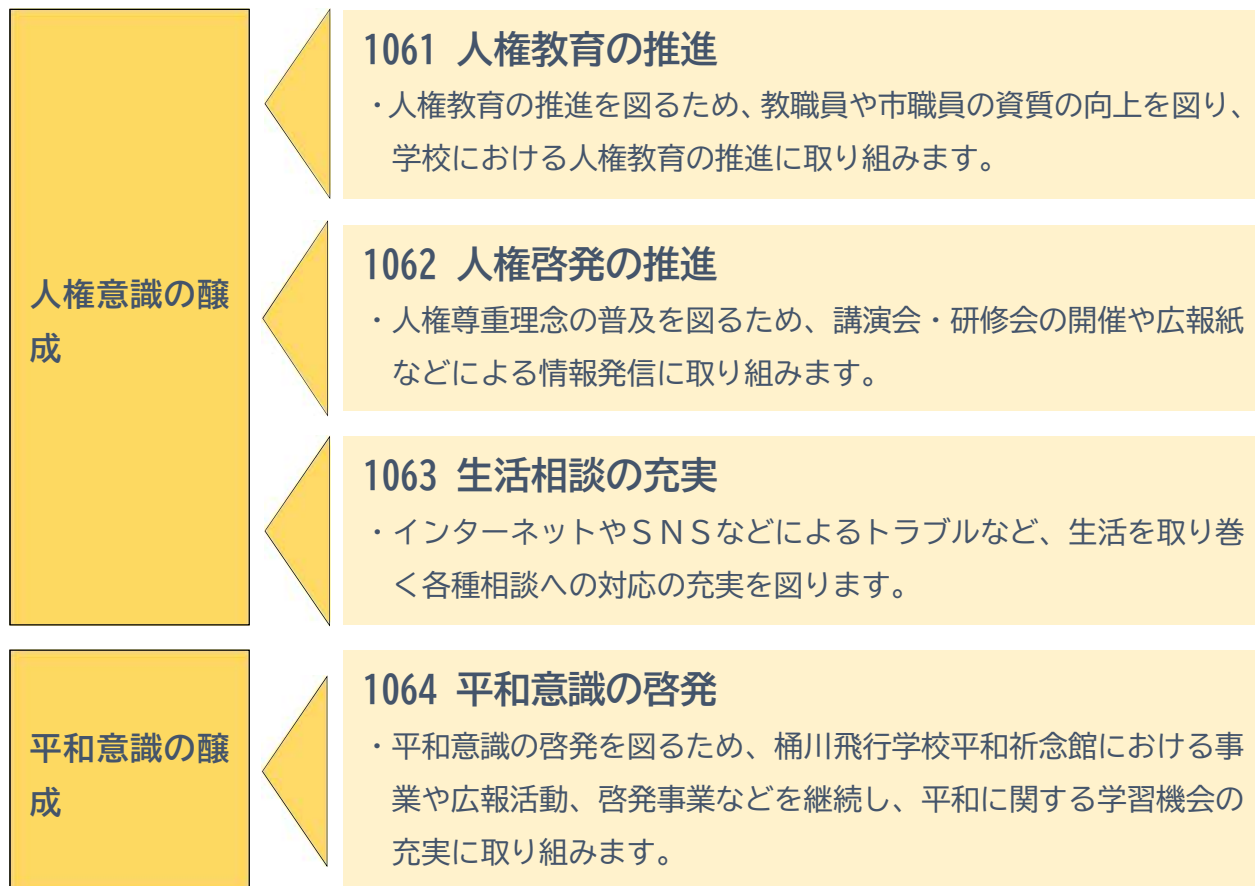 人権意識の醸
成
1061 人権教育の推進
・人権教育の推進を図るため、教職員や市職員の資質の向上を図り、
学校における人権教育の推進に取り組みます。
1062 人権啓発の推進
・人権尊重理念の普及を図るため、講演会・研修会の開催や広報紙
などによる情報発信に取り組みます。
1063 生活相談の充実
・インターネットやＳＮＳなどによるトラブルなど、生活を取り巻
く各種相談への対応の充実を図ります。
平和意識の醸
成
1064 平和意識の啓発
・平和意識の啓発を図るため、桶川飛行学校平和祈念館における事
業や広報活動、啓発事業などを継続し、平和に関する学習機会の
充実に取り組みます。